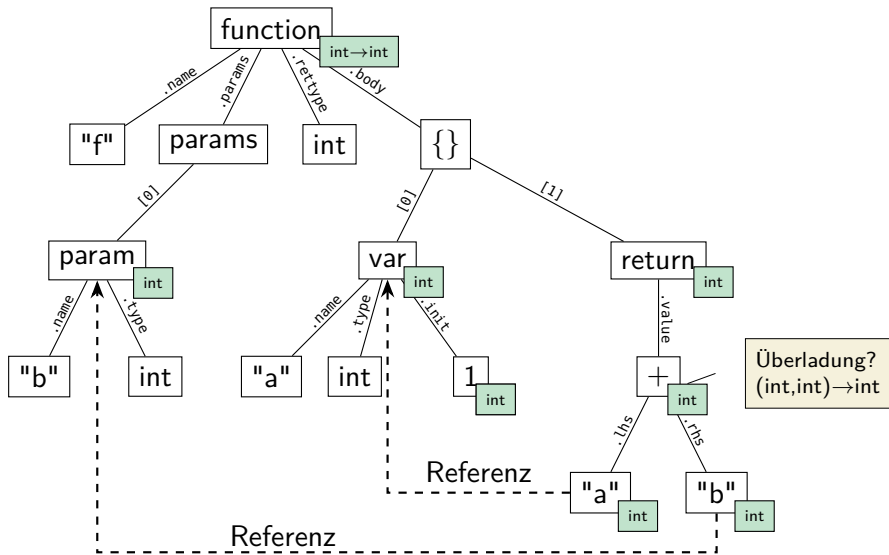 function
int→int
.name
.params
.rettype
.body
"f"
params
int
{}
[0]
[0]
[1]
param
int
var
int
return
int
.name
.type
.name
.type
.init
.value
"b"
int
"a"
int
1
int
+
int
Überladung?
(int,int)→int
.lhs
.rhs
Referenz
"a"
int
"b"
int
Referenz